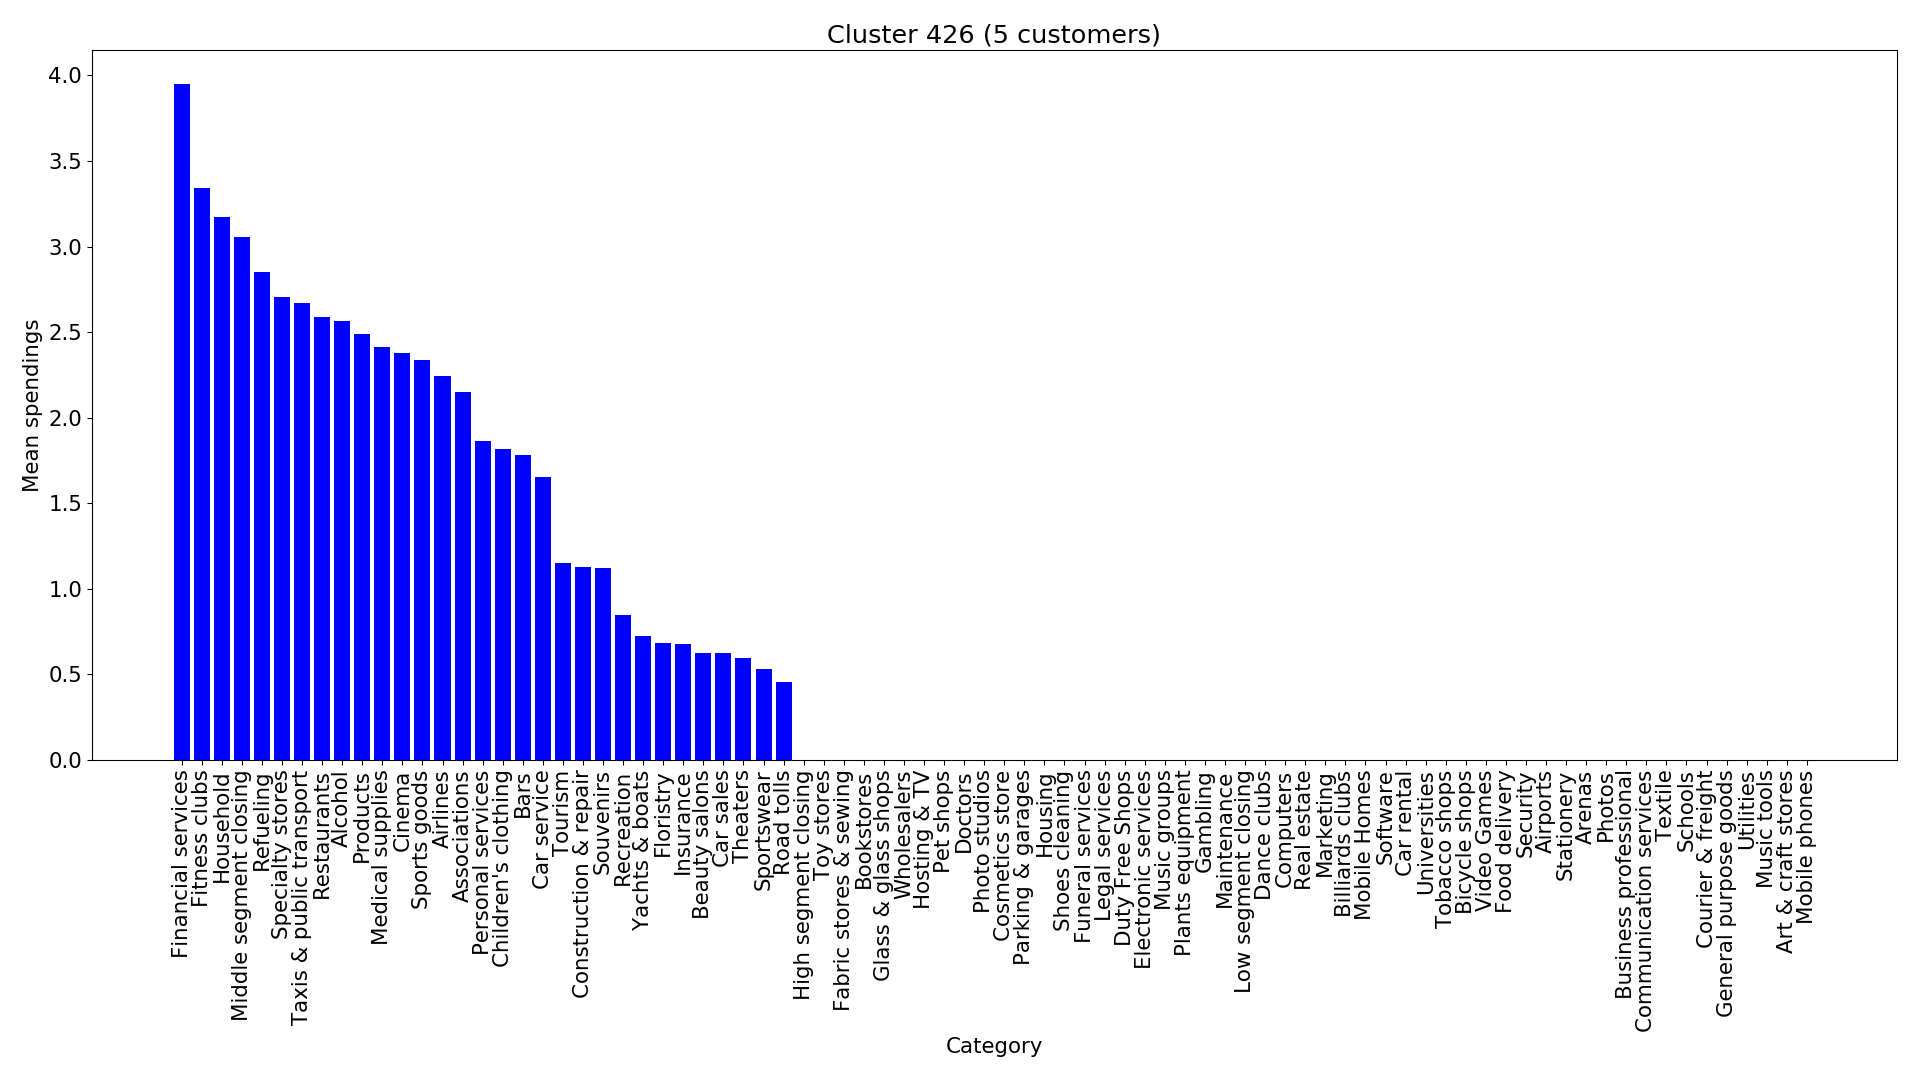 Cluster 426 (5 customers)
Mean spendings
4.0
3.5
3.0
2.5
2.0
1.5
1.0
0.5
0.0
Financial services
Fitness clubs
Household
Middle segment closing
Refueling
Specialty stores
Taxis & public transport
Restaurants
Alcohol
Products
Medical supplies
Cinema
Sports goods
Airlines
Associations
Personal services
Children's clothing
Bars
Car service
Tourism
Construction & repair
Souvenirs
Recreation
Yachts & boats
Floristry
Insurance
Beauty salons
Car sales
Theaters
Sportswear
Road tolls
High segment closing
Toy stores
Fabric stores & sewing
Bookstores
Glass & glass shops
Wholesalers
Hosting & TV
Pet shops
Doctors
Photo studios
Cosmetics store
Parking & garages
Housing
Shoes cleaning
Funeral services
Legal services
Duty Free Shops
Electronic services
Music groups
Plants equipment
Gambling
Maintenance
Low segment closing
Dance clubs
Computers
Real estate
Marketing
Billiards clubs
Mobile Homes
Software
Car rental
Universities
Tobacco shops
Bicycle shops
Video Games
Food delivery
Security
Airports
Stationery
Arenas
Photos
Business professional
Communication services
Textile
Schools
Courier & freight
General purpose goods
Utilities
Music tools
Art & craft stores
Mobile phones
Category